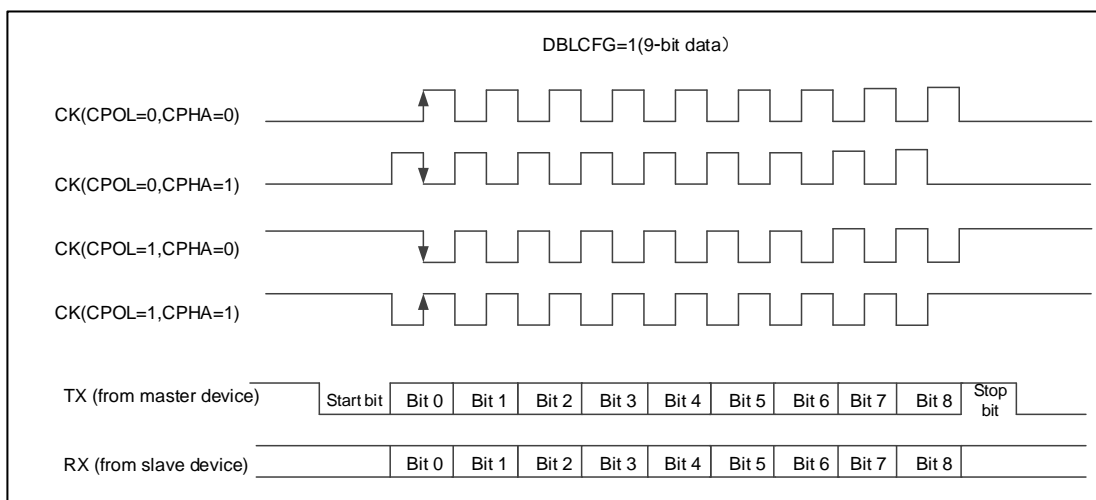 DBLCFG=1(9-bit data）
CK(CPOL=0,CPHA=0)
CK(CPOL=0,CPHA=1)
CK(CPOL=1,CPHA=0)
CK(CPOL=1,CPHA=1)
TX (from master device) Start bit Bit 0 Bit 1 Bit 2 Bit 3 Bit 4 Bit 5 Bit 6 Bit 7 Bit 8 Stop bit
RX (from slave device) Bit 0 Bit 1 Bit 2 Bit 3 Bit 4 Bit 5 Bit 6 Bit 7 Bit 8